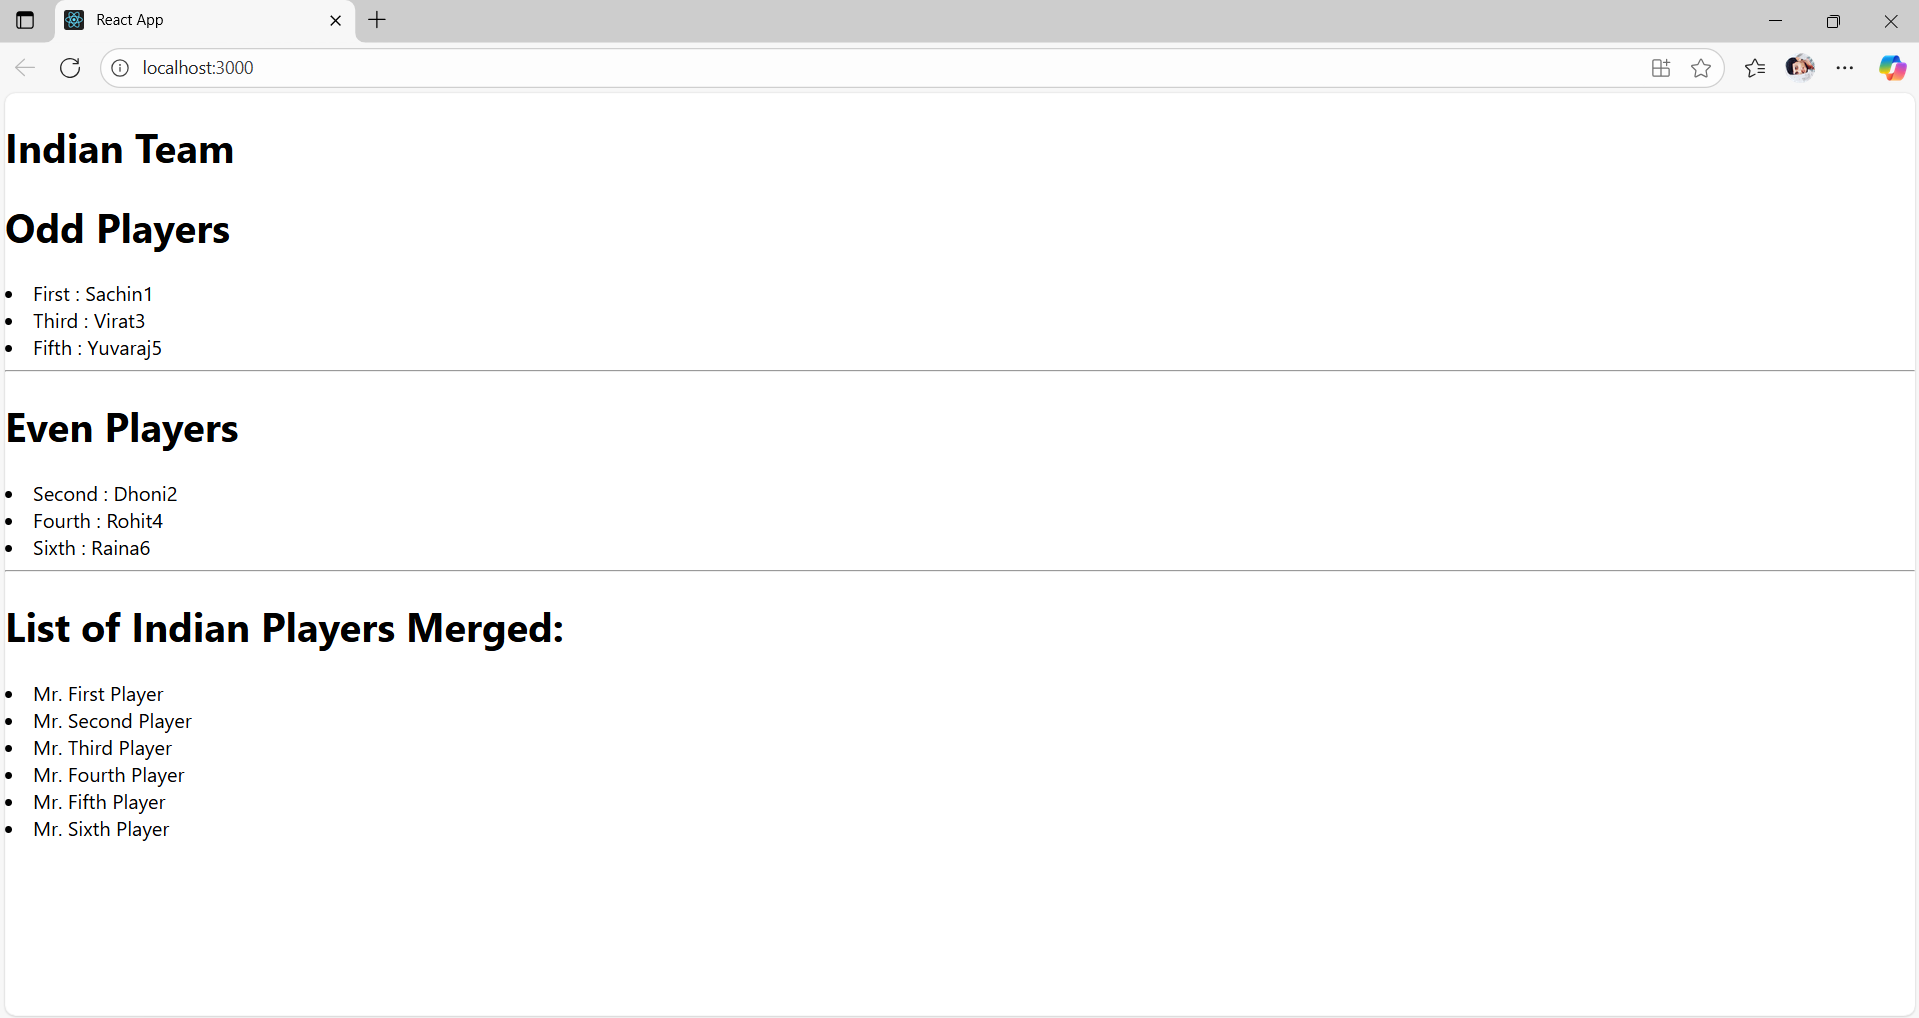 React App
localhost:3000
Indian Team
Odd Players
First : Sachin1
Third : Virat3
Fifth : Yuvaraj5
Even Players
Second : Dhoni2
Fourth : Rohit4
Sixth : Raina6
List of Indian Players Merged:
Mr. First Player
Mr. Second Player
Mr. Third Player
Mr. Fourth Player
Mr. Fifth Player
Mr. Sixth Player